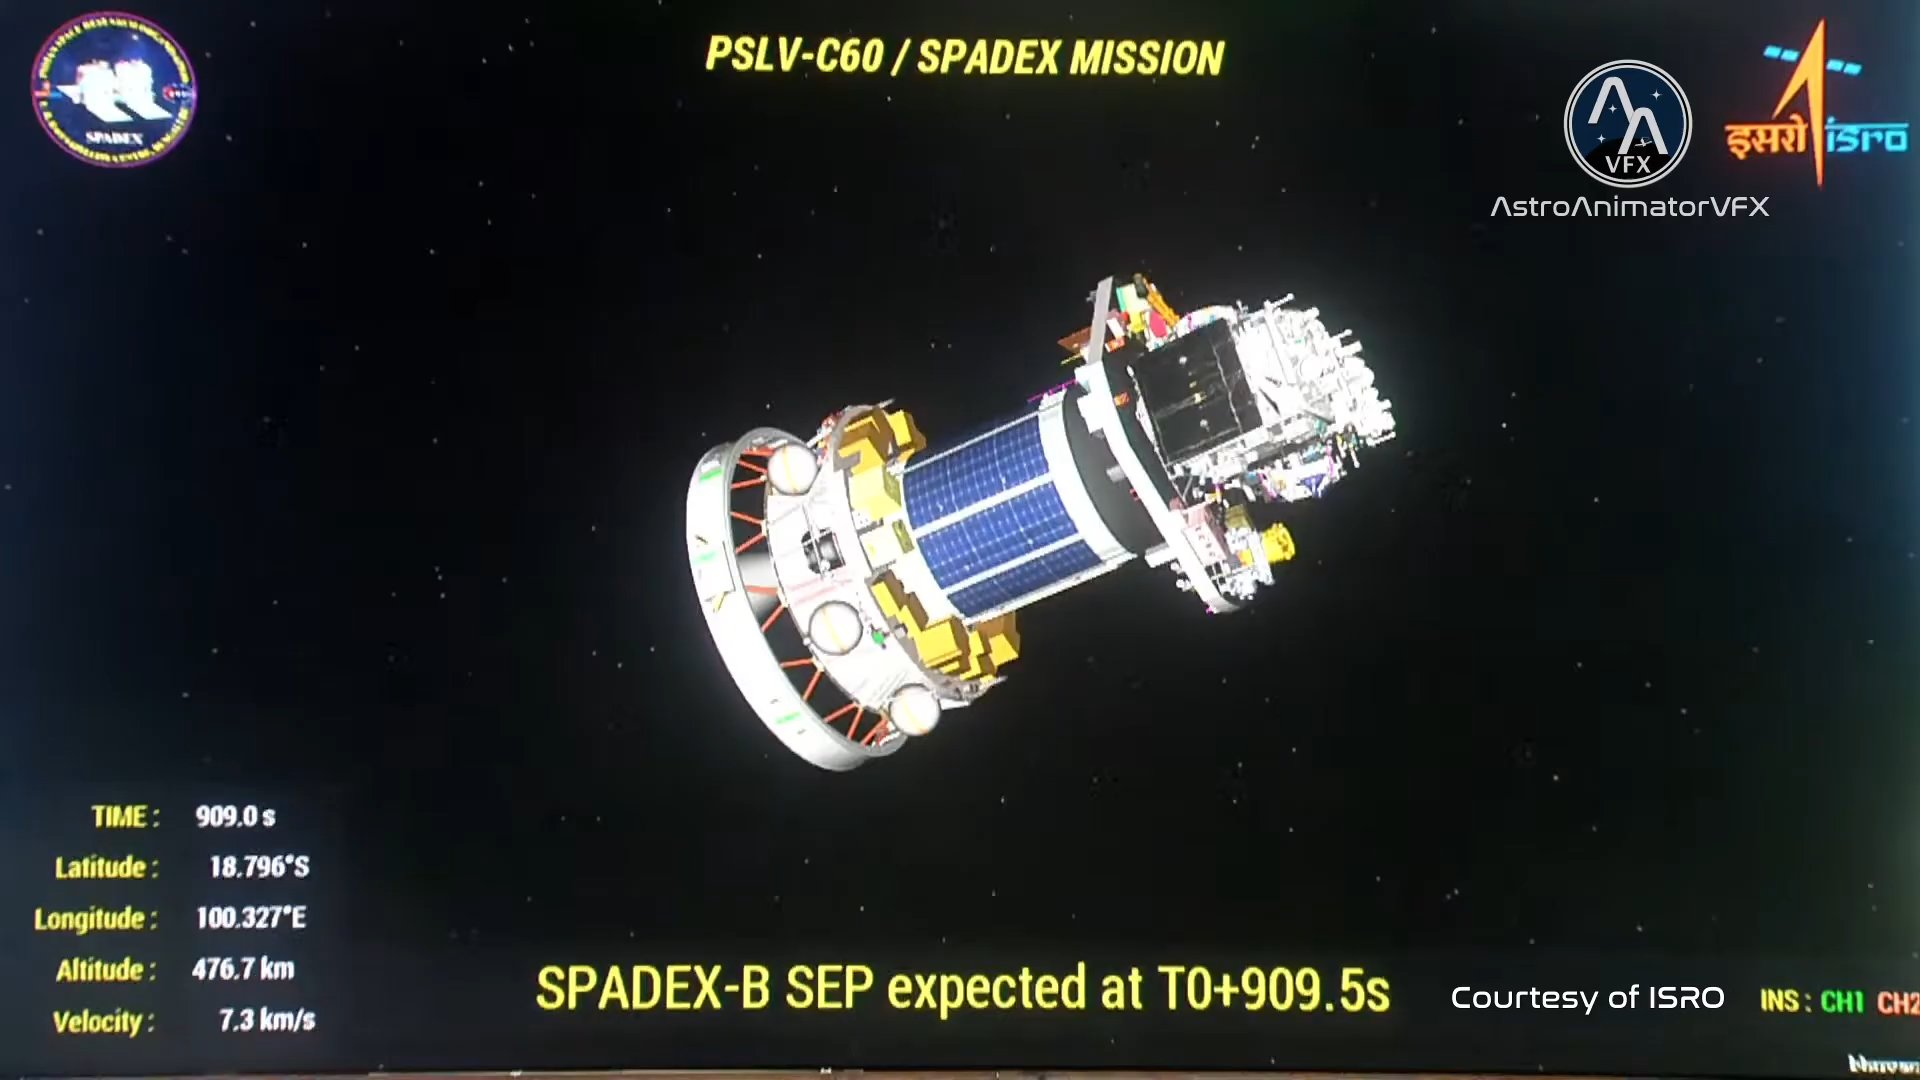 PSLV-C60 / SPADEX MISSION
SPADEX
VFX
AstroAnimatorVFX
इसरो isro
TIME : 909.0 s
Latitude : 18.796°S
Longitude : 100.327°E
Altitude : 476.7 km
Velocity : 7.3 km/s
SPADEX-B SEP expected at T0+909.5s
Courtesy of ISRO
INS : CH1 CH2